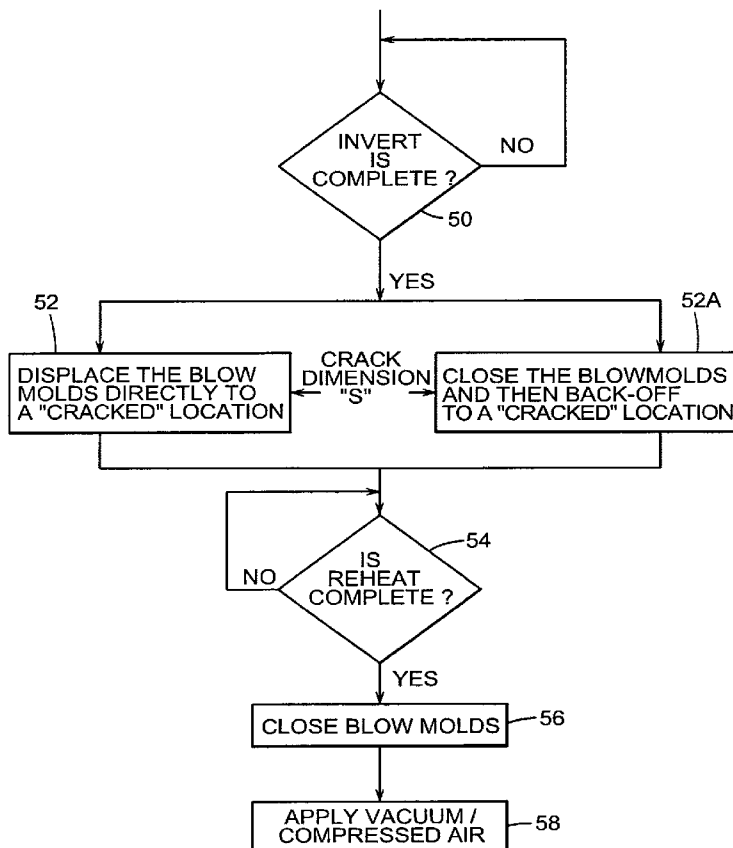 INVERT
IS
COMPLETE ?
NO
50
YES
52
52A
DISPLACE THE BLOW
MOLDS DIRECTLY TO
A "CRACKED" LOCATION
CRACK
DIMENSION
"S"
CLOSE THE BLOWMOLDS
AND THEN BACK-OFF
TO A "CRACKED" LOCATION
54
IS
REHEAT
COMPLETE ?
NO
YES
CLOSE BLOW MOLDS
56
APPLY VACUUM /
COMPRESSED AIR
58